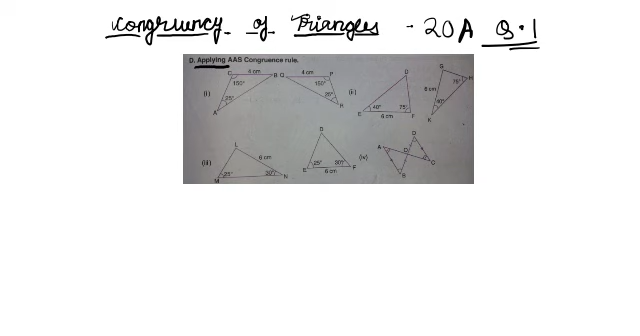 Congruency of Triangles - 20A Q.1
D. Applying AAS Congruence rule.
(i) C 4 cm B 150° 25° A
Q 4 cm P 150° 25° R
(ii) D 40° 75° E 6 cm F
S 75° H 6 cm 40° K
(iii) L 6 cm 25° 30° M N
E 25° 30° F 6 cm
(iv) A D O B C